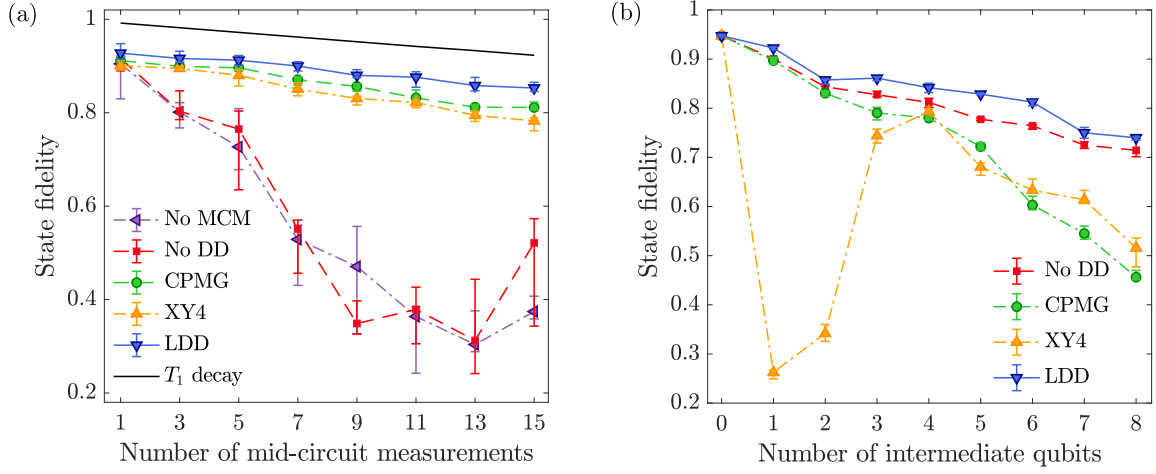 (a)
State fidelity
1
0.8
0.6
0.4
0.2
No MCM
No DD
CPMG
XY4
LDD
T₁ decay
1 3 5 7 9 11 13 15
Number of mid-circuit measurements
(b)
State fidelity
1
0.9
0.8
0.7
0.6
0.5
0.4
0.3
0.2
No DD
CPMG
XY4
LDD
0 1 2 3 4 5 6 7 8
Number of intermediate qubits